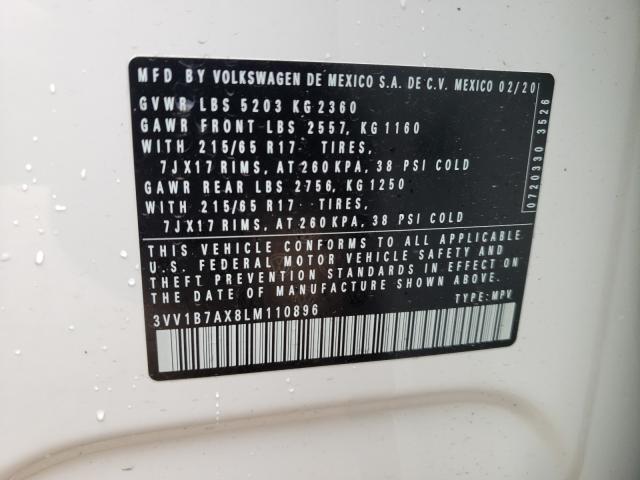 MFD BY VOLKSWAGEN DE MEXICO S.A. DE C.V. MEXICO 02/20
GVWR LBS 5203 KG 2360
GAWR FRONT LBS 2557, KG 1160
WITH 215/65 R17 TIRES,
7JX17 RIMS, AT 260 KPA, 38 PSI COLD
GAWR REAR LBS 2756, KG 1250
WITH 215/65 R17 TIRES,
7JX17 RIMS, AT 260 KPA, 38 PSI COLD
THIS VEHICLE CONFORMS TO ALL APPLICABLE
U.S. FEDERAL MOTOR VEHICLE SAFETY AND
THEFT PREVENTION STANDARDS IN EFFECT ON
THE DATE OF MANUFACTURE SHOWN ABOVE.
3VV1B7AX8LM110896 TYPE: MPV
0720330 3526